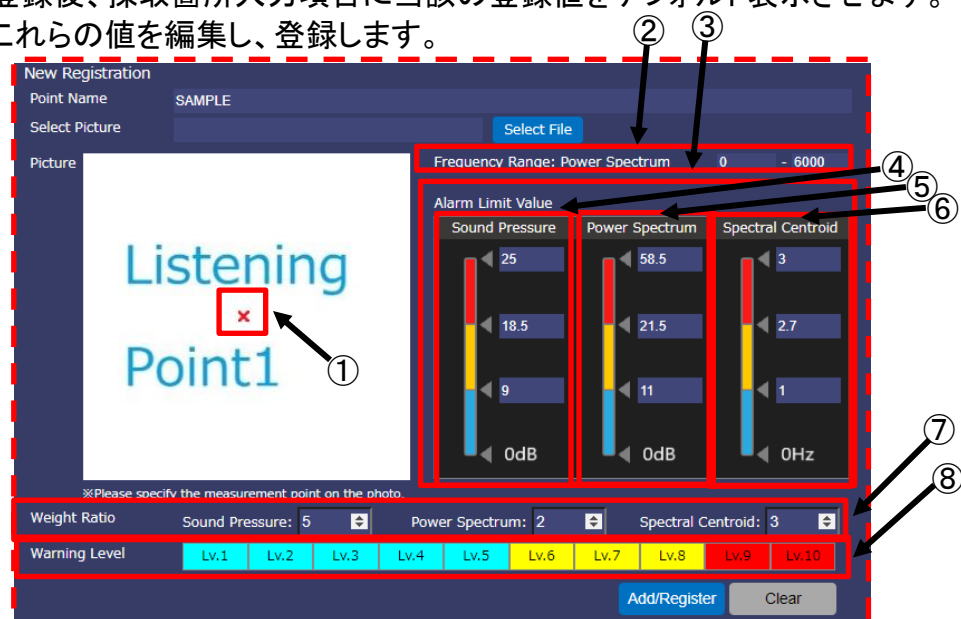 登録後、採取箇所入力項目に当該の登録値をデフォルト表示させます。
これらの値を編集し、登録します。
② ③
New Registration
Point Name SAMPLE
Select Picture Select File
Picture
Frequency Range: Power Spectrum 0 - 6000
④
⑤
⑥
Alarm Limit Value
Sound Pressure Power Spectrum Spectral Centroid
25 58.5 3
Listening
18.5 21.5 2.7
Point1
①
9 11 1
0dB 0dB 0Hz
⑦
⑧
※Please specify the measurement point on the photo.
Weight Ratio Sound Pressure: 5 Power Spectrum: 2 Spectral Centroid: 3
Warning Level Lv.1 Lv.2 Lv.3 Lv.4 Lv.5 Lv.6 Lv.7 Lv.8 Lv.9 Lv.10
Add/Register Clear